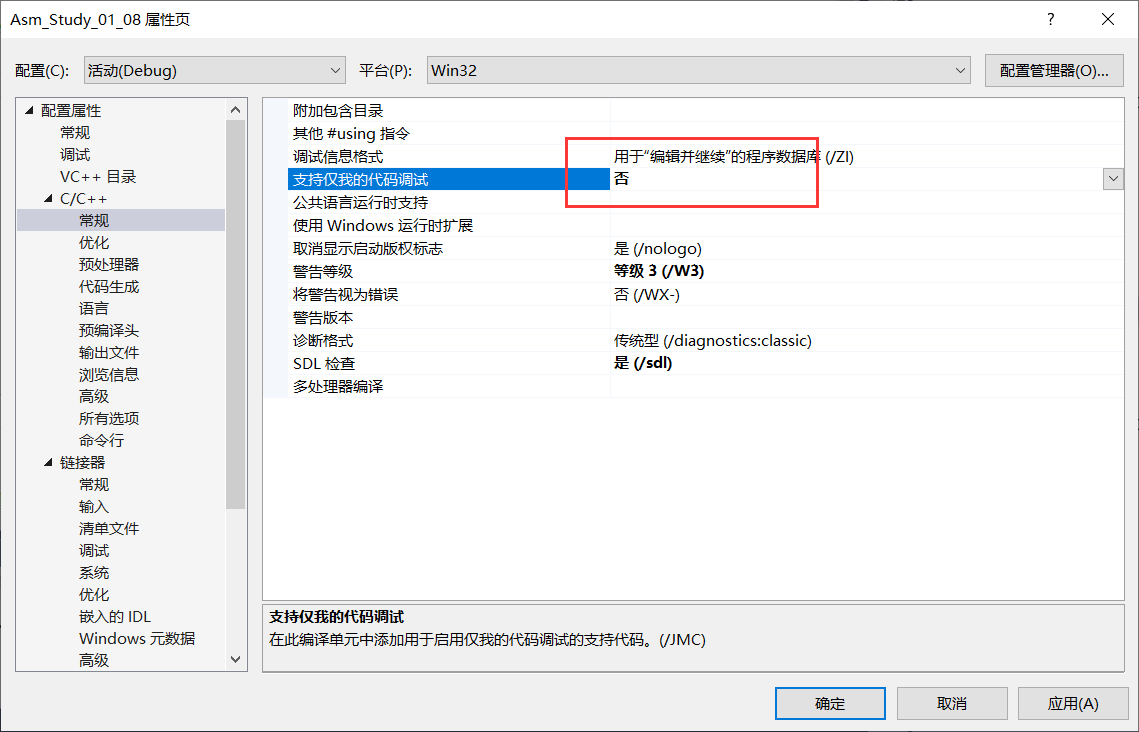 Asm_Study_01_08 属性页
?
配置(C): 活动(Debug) 平台(P): Win32 配置管理器(O)...
配置属性
常规
调试
VC++ 目录
C/C++
常规
优化
预处理器
代码生成
语言
预编译头
输出文件
浏览信息
高级
所有选项
命令行
链接器
常规
输入
清单文件
调试
系统
优化
嵌入的 IDL
Windows 元数据
高级
附加包含目录
其他 #using 指令
调试信息格式 用于“编辑并继续”的程序数据库 (/ZI)
支持仅我的代码调试 否
公共语言运行时支持
使用 Windows 运行时扩展
取消显示启动版权标志 是 (/nologo)
警告等级 等级 3 (/W3)
将警告视为错误 否 (/WX-)
警告版本
诊断格式 传统型 (/diagnostics:classic)
SDL 检查 是 (/sdl)
多处理器编译
支持仅我的代码调试
在此编译单元中添加用于启用仅我的代码调试的支持代码。(/JMC)
确定 取消 应用(A)